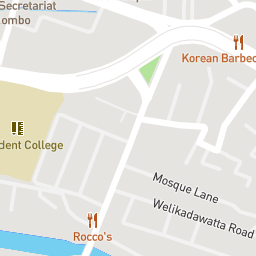 Secretariat
ombo
Korean Barbec
dent College
Mosque Lane
Welikadawatta Road
Rocco's